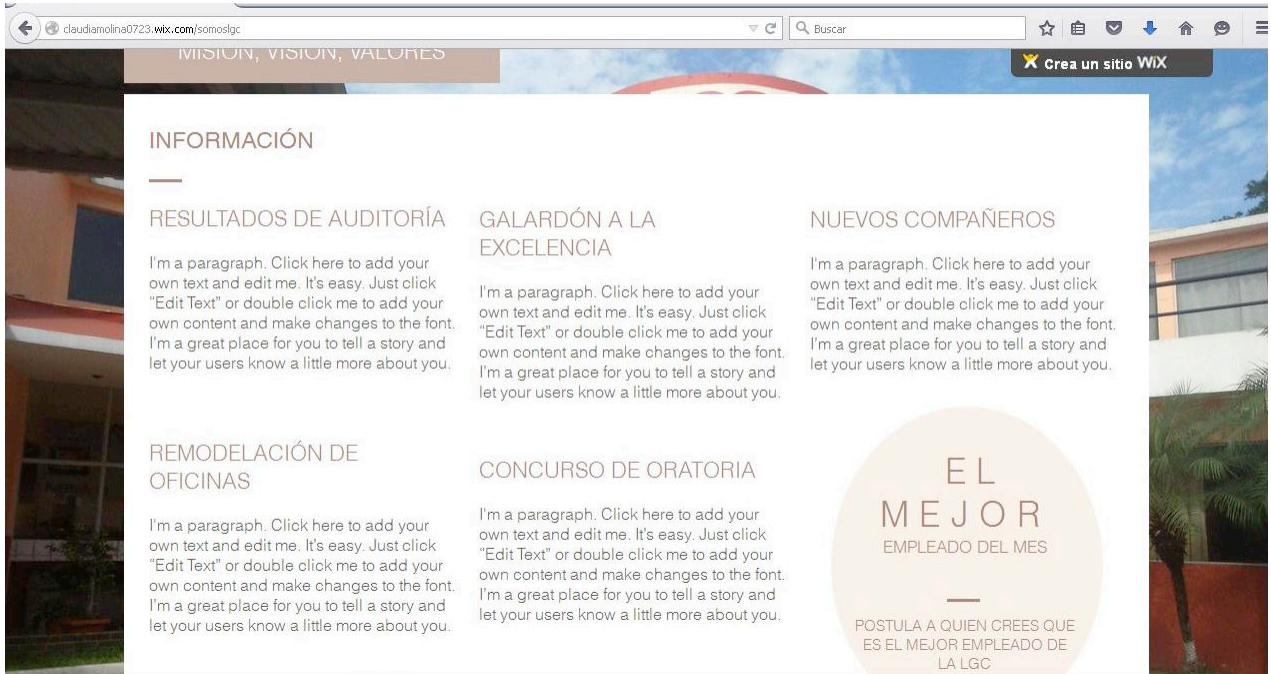 claudiamolina0723.wix.com/somoslgc
Buscar
MISIÓN, VISIÓN, VALORES
Crea un sitio WiX
INFORMACIÓN
RESULTADOS DE AUDITORÍA
I'm a paragraph. Click here to add your
own text and edit me. It's easy. Just click
“Edit Text” or double click me to add your
own content and make changes to the font.
I'm a great place for you to tell a story and
let your users know a little more about you.
GALARDÓN A LA
EXCELENCIA
I'm a paragraph. Click here to add your
own text and edit me. It's easy. Just click
“Edit Text” or double click me to add your
own content and make changes to the font.
I'm a great place for you to tell a story and
let your users know a little more about you.
NUEVOS COMPAÑEROS
I'm a paragraph. Click here to add your
own text and edit me. It's easy. Just click
“Edit Text” or double click me to add your
own content and make changes to the font.
I'm a great place for you to tell a story and
let your users know a little more about you.
REMODELACIÓN DE
OFICINAS
I'm a paragraph. Click here to add your
own text and edit me. It's easy. Just click
“Edit Text” or double click me to add your
own content and make changes to the font.
I'm a great place for you to tell a story and
let your users know a little more about you.
CONCURSO DE ORATORIA
I'm a paragraph. Click here to add your
own text and edit me. It's easy. Just click
“Edit Text” or double click me to add your
own content and make changes to the font.
I'm a great place for you to tell a story and
let your users know a little more about you.
EL
MEJOR
EMPLEADO DEL MES
POSTULA A QUIEN CREES QUE
ES EL MEJOR EMPLEADO DE
LA LGC